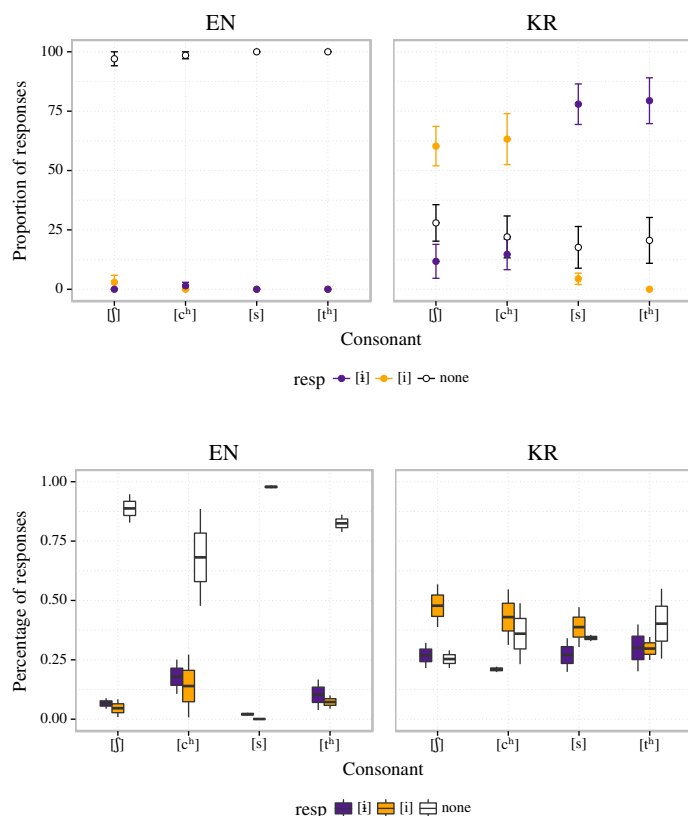 EN KR
100
75
50
25
0
Proportion of responses
[ʃ] [cʰ] [s] [tʰ] [ʃ] [cʰ] [s] [tʰ]
Consonant
resp [ɨ] [i] none
EN KR
1.00
0.75
0.50
0.25
0.00
Percentage of responses
[ʃ] [cʰ] [s] [tʰ] [ʃ] [cʰ] [s] [tʰ]
Consonant
resp [ɨ] [i] none